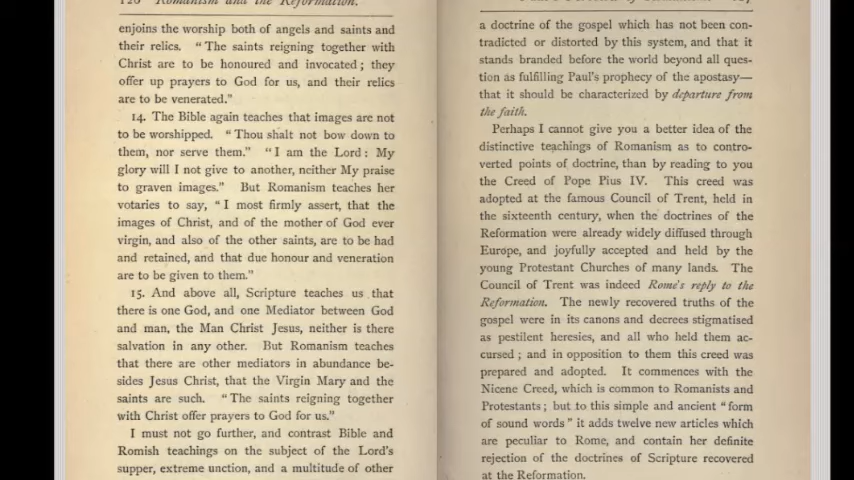 126 Romanism and the Reformation.
enjoins the worship both of angels and saints and
their relics. "The saints reigning together with
Christ are to be honoured and invocated; they
offer up prayers to God for us, and their relics
are to be venerated."
14. The Bible again teaches that images are not
to be worshipped. "Thou shalt not bow down to
them, nor serve them." "I am the Lord: My
glory will I not give to another, neither My praise
to graven images." But Romanism teaches her
votaries to say, "I most firmly assert, that the
images of Christ, and of the mother of God ever
virgin, and also of the other saints, are to be had
and retained, and that due honour and veneration
are to be given to them."
15. And above all, Scripture teaches us that
there is one God, and one Mediator between God
and man, the Man Christ Jesus, neither is there
salvation in any other. But Romanism teaches
that there are other mediators in abundance be-
sides Jesus Christ, that the Virgin Mary and the
saints are such. "The saints reigning together
with Christ offer prayers to God for us."
I must not go further, and contrast Bible and
Romish teachings on the subject of the Lord's
supper, extreme unction, and a multitude of other
a doctrine of the gospel which has not been con-
tradicted or distorted by this system, and that it
stands branded before the world beyond all ques-
tion as fulfilling Paul's prophecy of the apostasy—
that it should be characterized by departure from
the faith.
Perhaps I cannot give you a better idea of the
distinctive teachings of Romanism as to contro-
verted points of doctrine, than by reading to you
the Creed of Pope Pius IV. This creed was
adopted at the famous Council of Trent, held in
the sixteenth century, when the doctrines of the
Reformation were already widely diffused through
Europe, and joyfully accepted and held by the
young Protestant Churches of many lands. The
Council of Trent was indeed Rome's reply to the
Reformation. The newly recovered truths of the
gospel were in its canons and decrees stigmatised
as pestilent heresies, and all who held them ac-
cursed; and in opposition to them this creed was
prepared and adopted. It commences with the
Nicene Creed, which is common to Romanists and
Protestants; but to this simple and ancient "form
of sound words" it adds twelve new articles which
are peculiar to Rome, and contain her definite
rejection of the doctrines of Scripture recovered
at the Reformation.